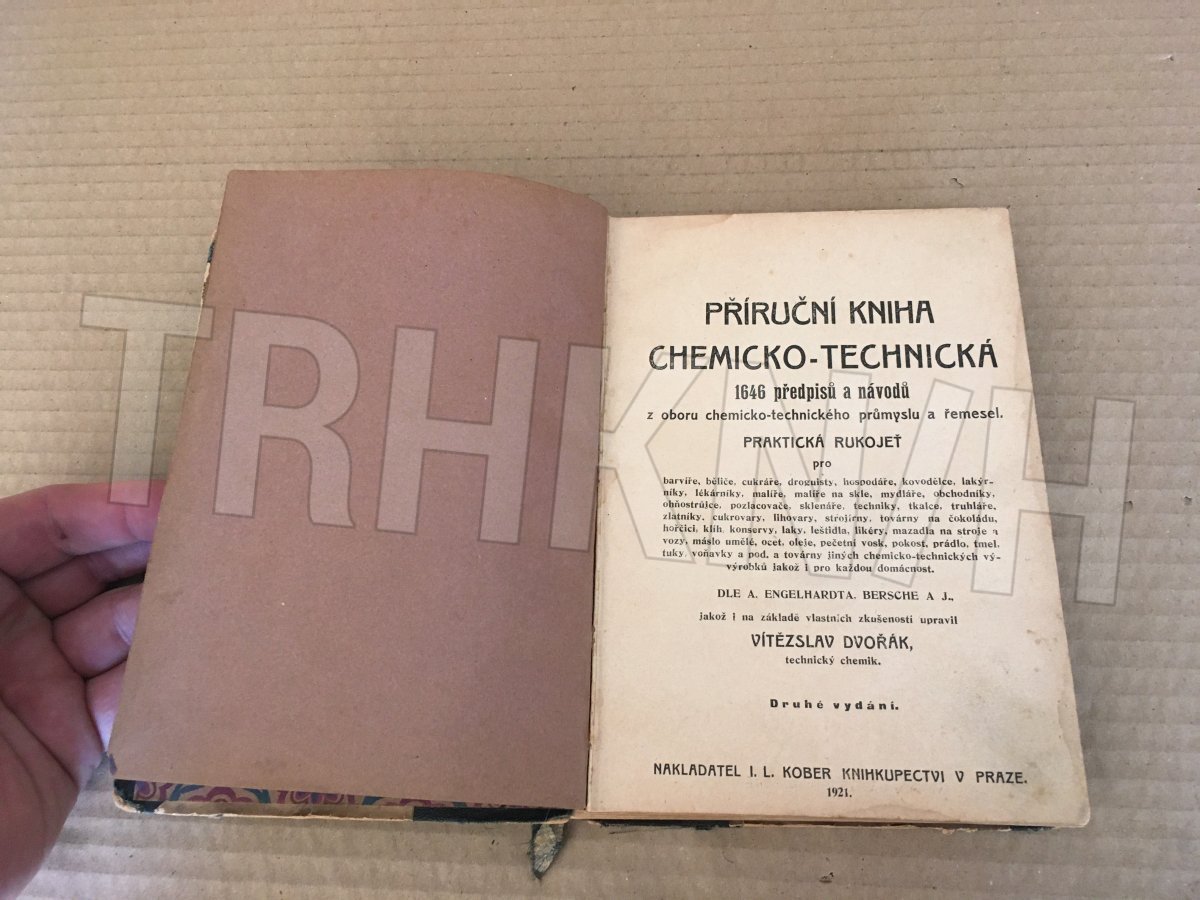 PŘÍRUČNÍ KNIHA
CHEMICKO-TECHNICKÁ
1646 předpisů a návodů
z oboru chemicko-technického průmyslu a řemesel.
PRAKTICKÁ RUKOJEŤ
pro
barvíře, běliče, cukráře, droguisty, hospodáře, kovodělce, lakýr-
níky, lékárníky, malíře, malíře na skle, mydláře, obchodníky,
ohňostrůjce, pozlacovače, sklenáře, techniky, tkalce, truhláře,
zlatníky, cukrovary, lihovary, strojírny, továrny na čokoládu,
hořčici, klih, konservy, laky, leštidla, likéry, mazadla na stroje a
vozy, máslo umělé, ocet, oleje, pečetní vosk, pokost, prádlo, tmel,
tuky, voňavky a pod. a továrny jiných chemicko-technických vý-
výrobků jakož i pro každou domácnost.
DLE A. ENGELHARDTA, BERSCHE A J.,
jakož i na základě vlastních zkušeností upravil
VÍTĚZSLAV DVOŘÁK,
technický chemik.
Druhé vydání.
NAKLADATEL I. L. KOBER KNIHKUPECTVÍ V PRAZE.
1921.
TRHKNIH